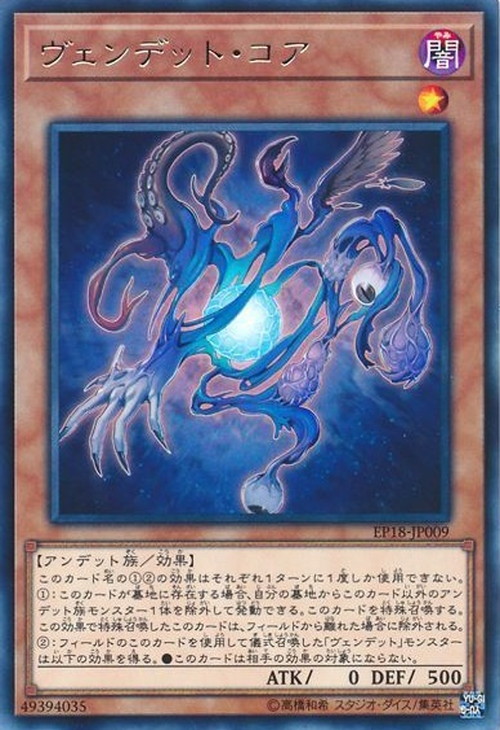 ヴェンデット・コア
闇
EP18-JP009
【アンデット族/効果】
このカード名の①②の効果はそれぞれ1ターンに1度しか使用できない。
①:このカードが墓地に存在する場合、自分の墓地からこのカード以外のアン
デット族モンスター1体を除外して発動できる。このカードを特殊召喚する。
この効果で特殊召喚したこのカードは、フィールドから離れた場合に除外される。
②:フィールドのこのカードを使用して儀式召喚した「ヴェンデット」モンスター
は以下の効果を得る。●このカードは相手の効果の対象にならない。
ATK/ 0 DEF/ 500
49394035
©高橋和希 スタジオ・ダイス/集英社